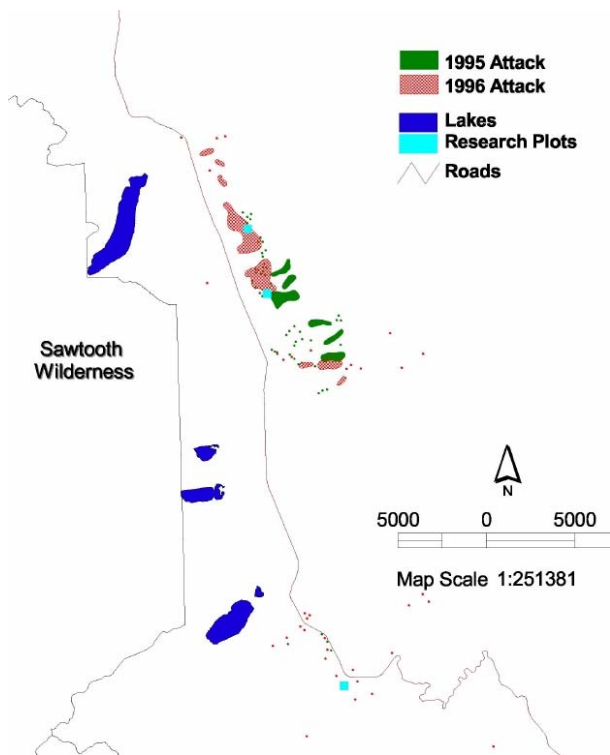 1995 Attack
1996 Attack
Lakes
Research Plots
Roads
Sawtooth
Wilderness
N
5000 0 5000
Map Scale 1:251381